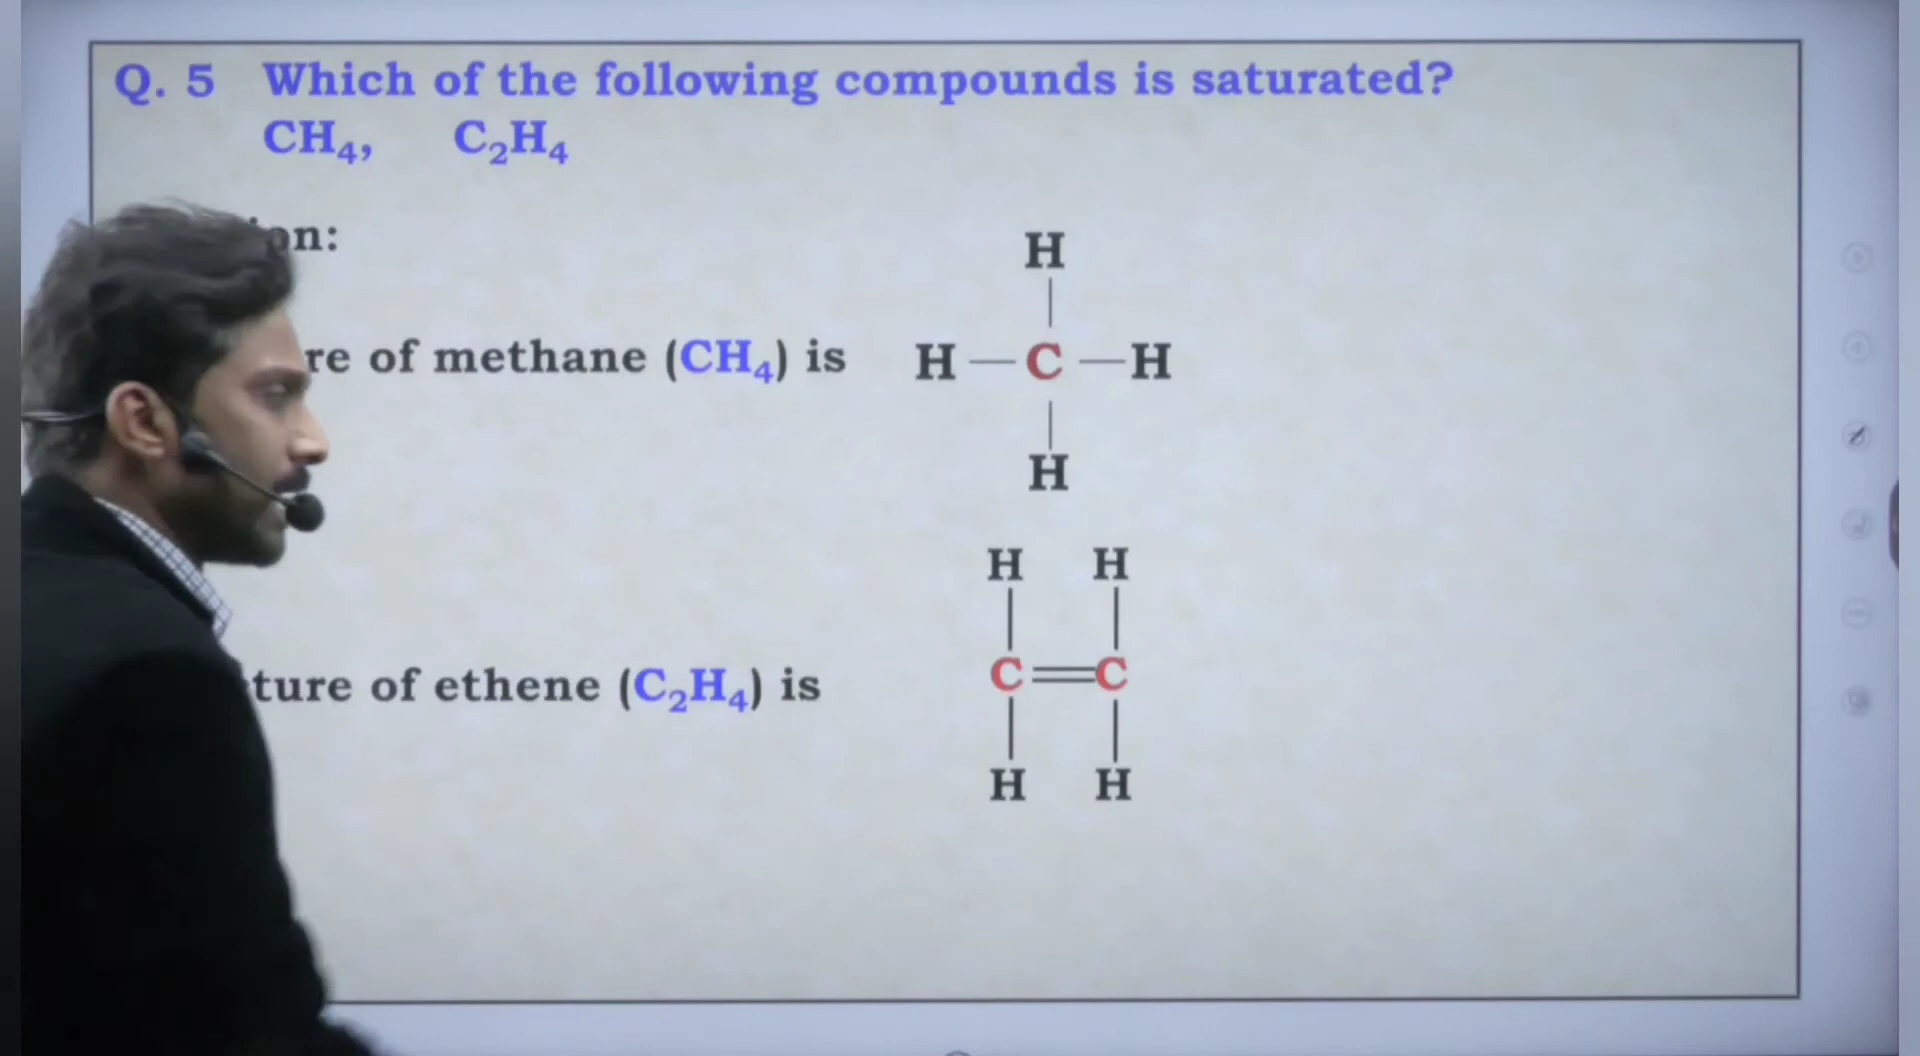 Q. 5 Which of the following compounds is saturated?
CH₄, C₂H₄
on:
H
re of methane (CH₄) is H — C — H
H
H H
ture of ethene (C₂H₄) is C = C
H H